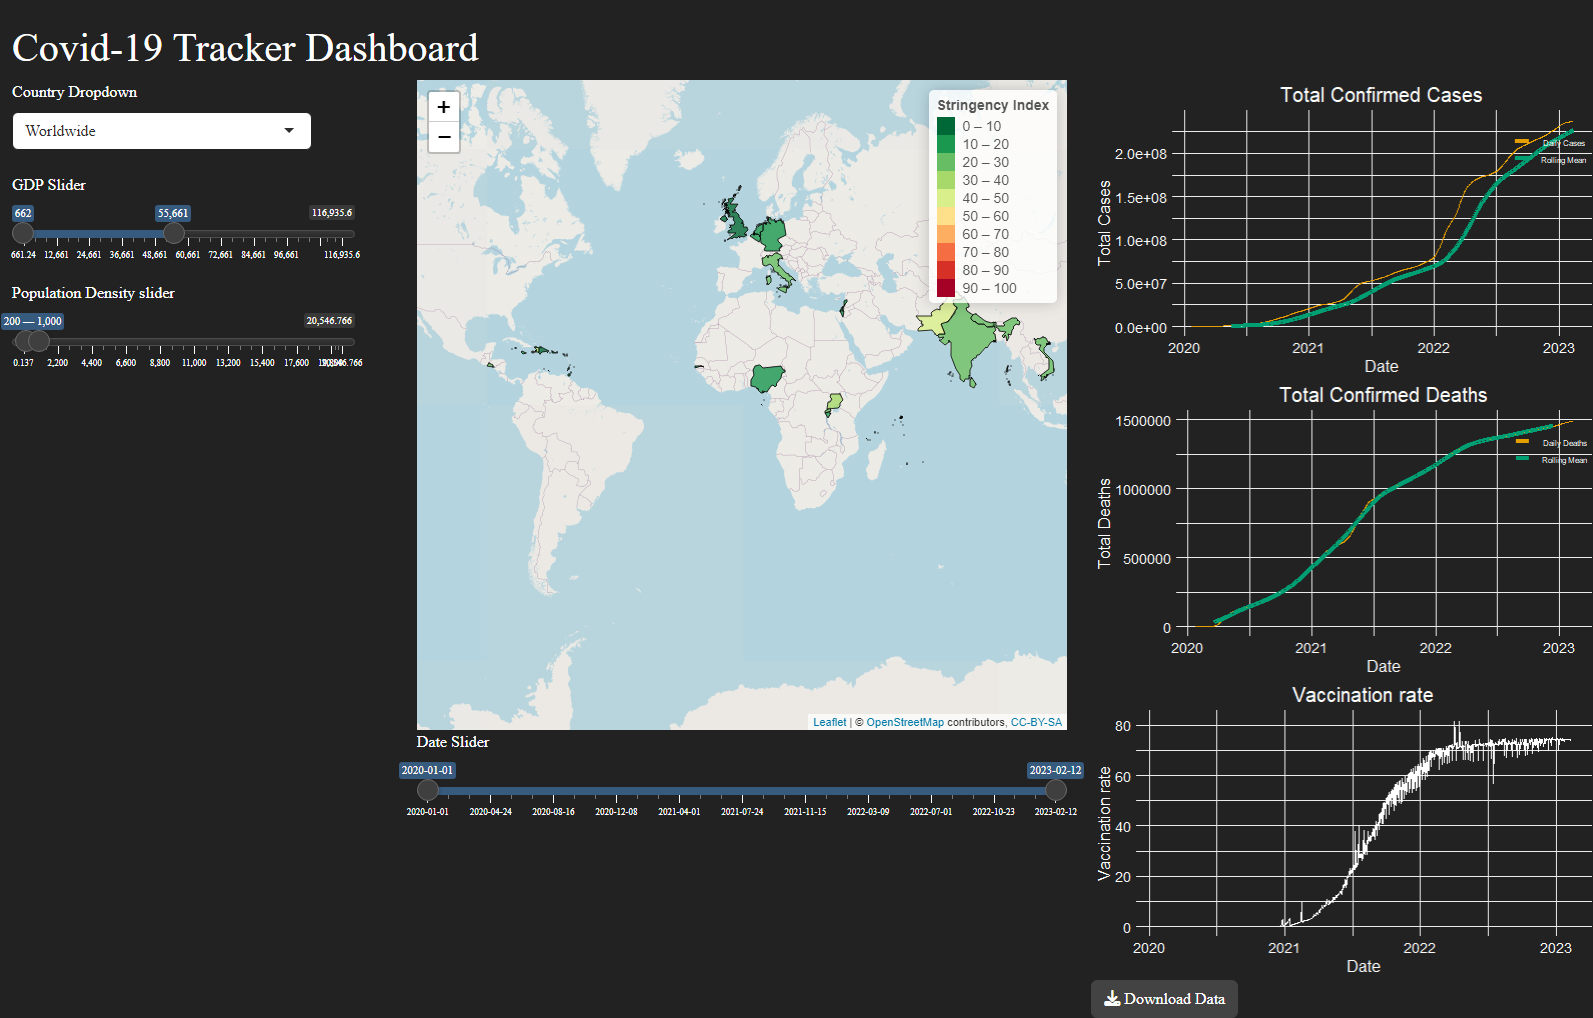 Covid-19 Tracker Dashboard
Country Dropdown
Worldwide
GDP Slider
662 55,661 116,935.6
661.24 12,661 24,661 36,661 48,661 60,661 72,661 84,661 96,661 116,935.6
Population Density slider
200 — 1,000 20,546.766
0.137 2,200 4,400 6,600 8,800 11,000 13,200 15,400 17,600 20,546.766
+
−
Stringency Index
0 – 10
10 – 20
20 – 30
30 – 40
40 – 50
50 – 60
60 – 70
70 – 80
80 – 90
90 – 100
Leaflet | © OpenStreetMap contributors, CC-BY-SA
Date Slider
2020-01-01 2023-02-12
2020-01-01 2020-04-24 2020-08-16 2020-12-08 2021-04-01 2021-07-24 2021-11-15 2022-03-09 2022-07-01 2022-10-23 2023-02-12
Total Confirmed Cases
Total Cases
2.0e+08
1.5e+08
1.0e+08
5.0e+07
0.0e+00
Daily Cases
Rolling Mean
2020 2021 2022 2023
Date
Total Confirmed Deaths
Total Deaths
1500000
1000000
500000
0
Daily Deaths
Rolling Mean
2020 2021 2022 2023
Date
Vaccination rate
Vaccination rate
80
60
40
20
0
2020 2021 2022 2023
Date
Download Data